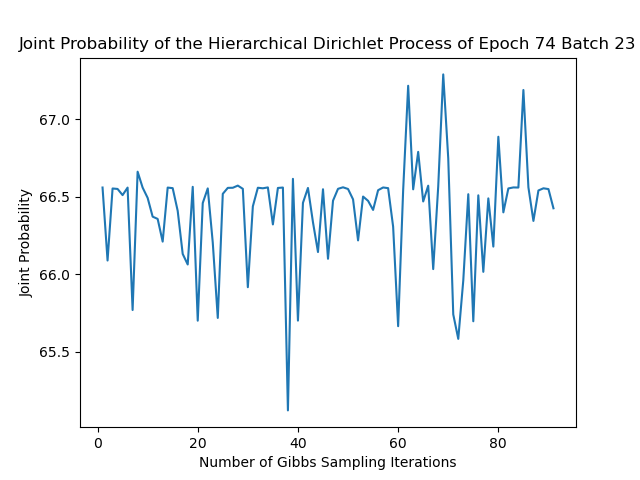 Joint Probability of the Hierarchical Dirichlet Process of Epoch 74 Batch 23
Joint Probability
67.0
66.5
66.0
65.5
0 20 40 60 80
Number of Gibbs Sampling Iterations